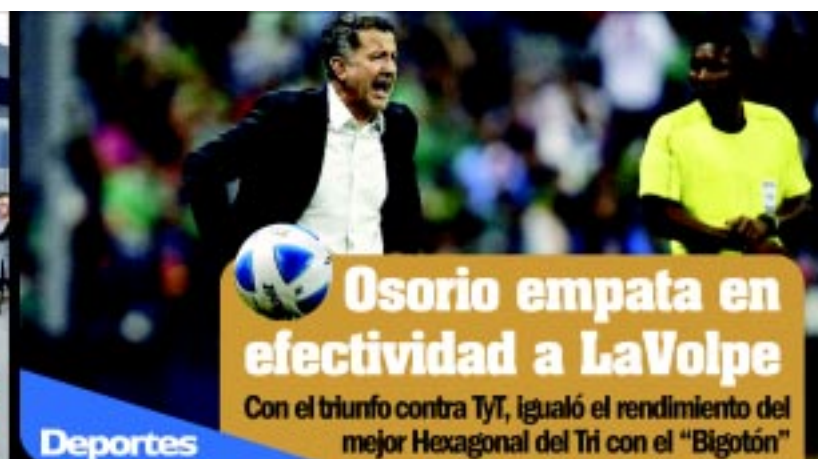 Osorio empata en
efectividad a LaVolpe
Con el triunfo contra TyT, igualó el rendimiento del
mejor Hexagonal del Tri con el “Bigotón”
Deportes